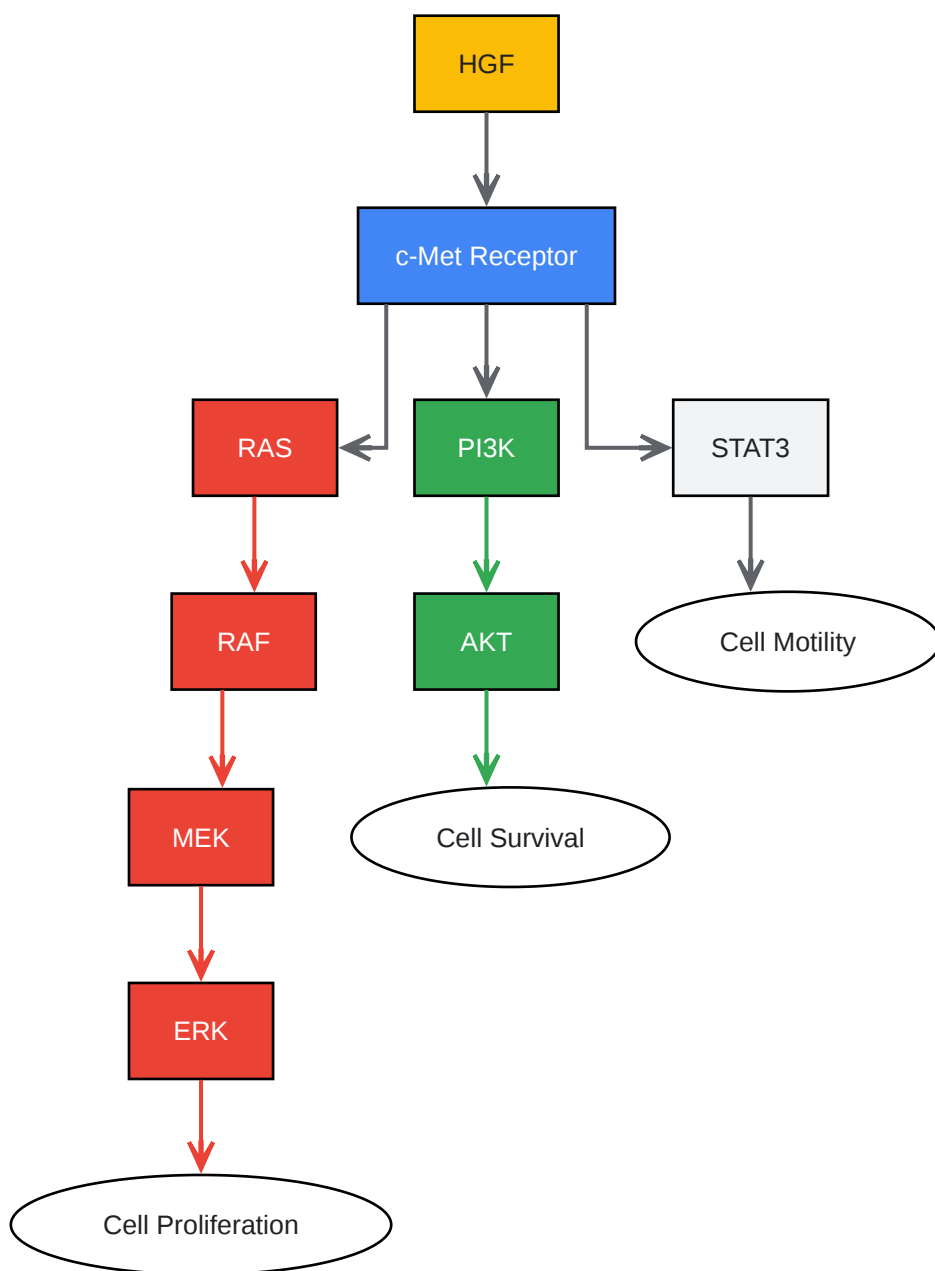 HGF
c-Met Receptor
RAS
PI3K
STAT3
RAF
AKT
Cell Motility
MEK
Cell Survival
ERK
Cell Proliferation